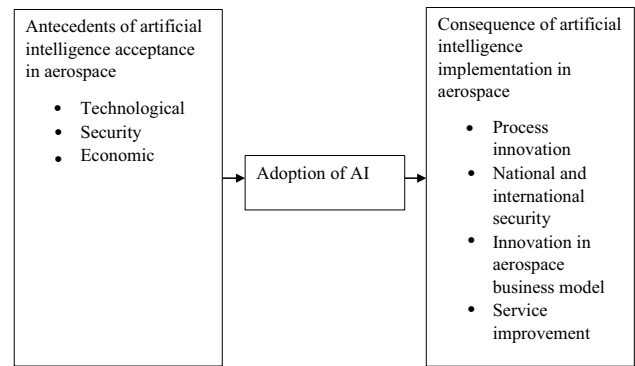 Antecedents of artificial
intelligence acceptance
in aerospace
• Technological
• Security
• Economic
Adoption of AI
Consequence of artificial
intelligence
implementation in
aerospace
• Process
innovation
• National and
international
security
• Innovation in
aerospace
business model
• Service
improvement